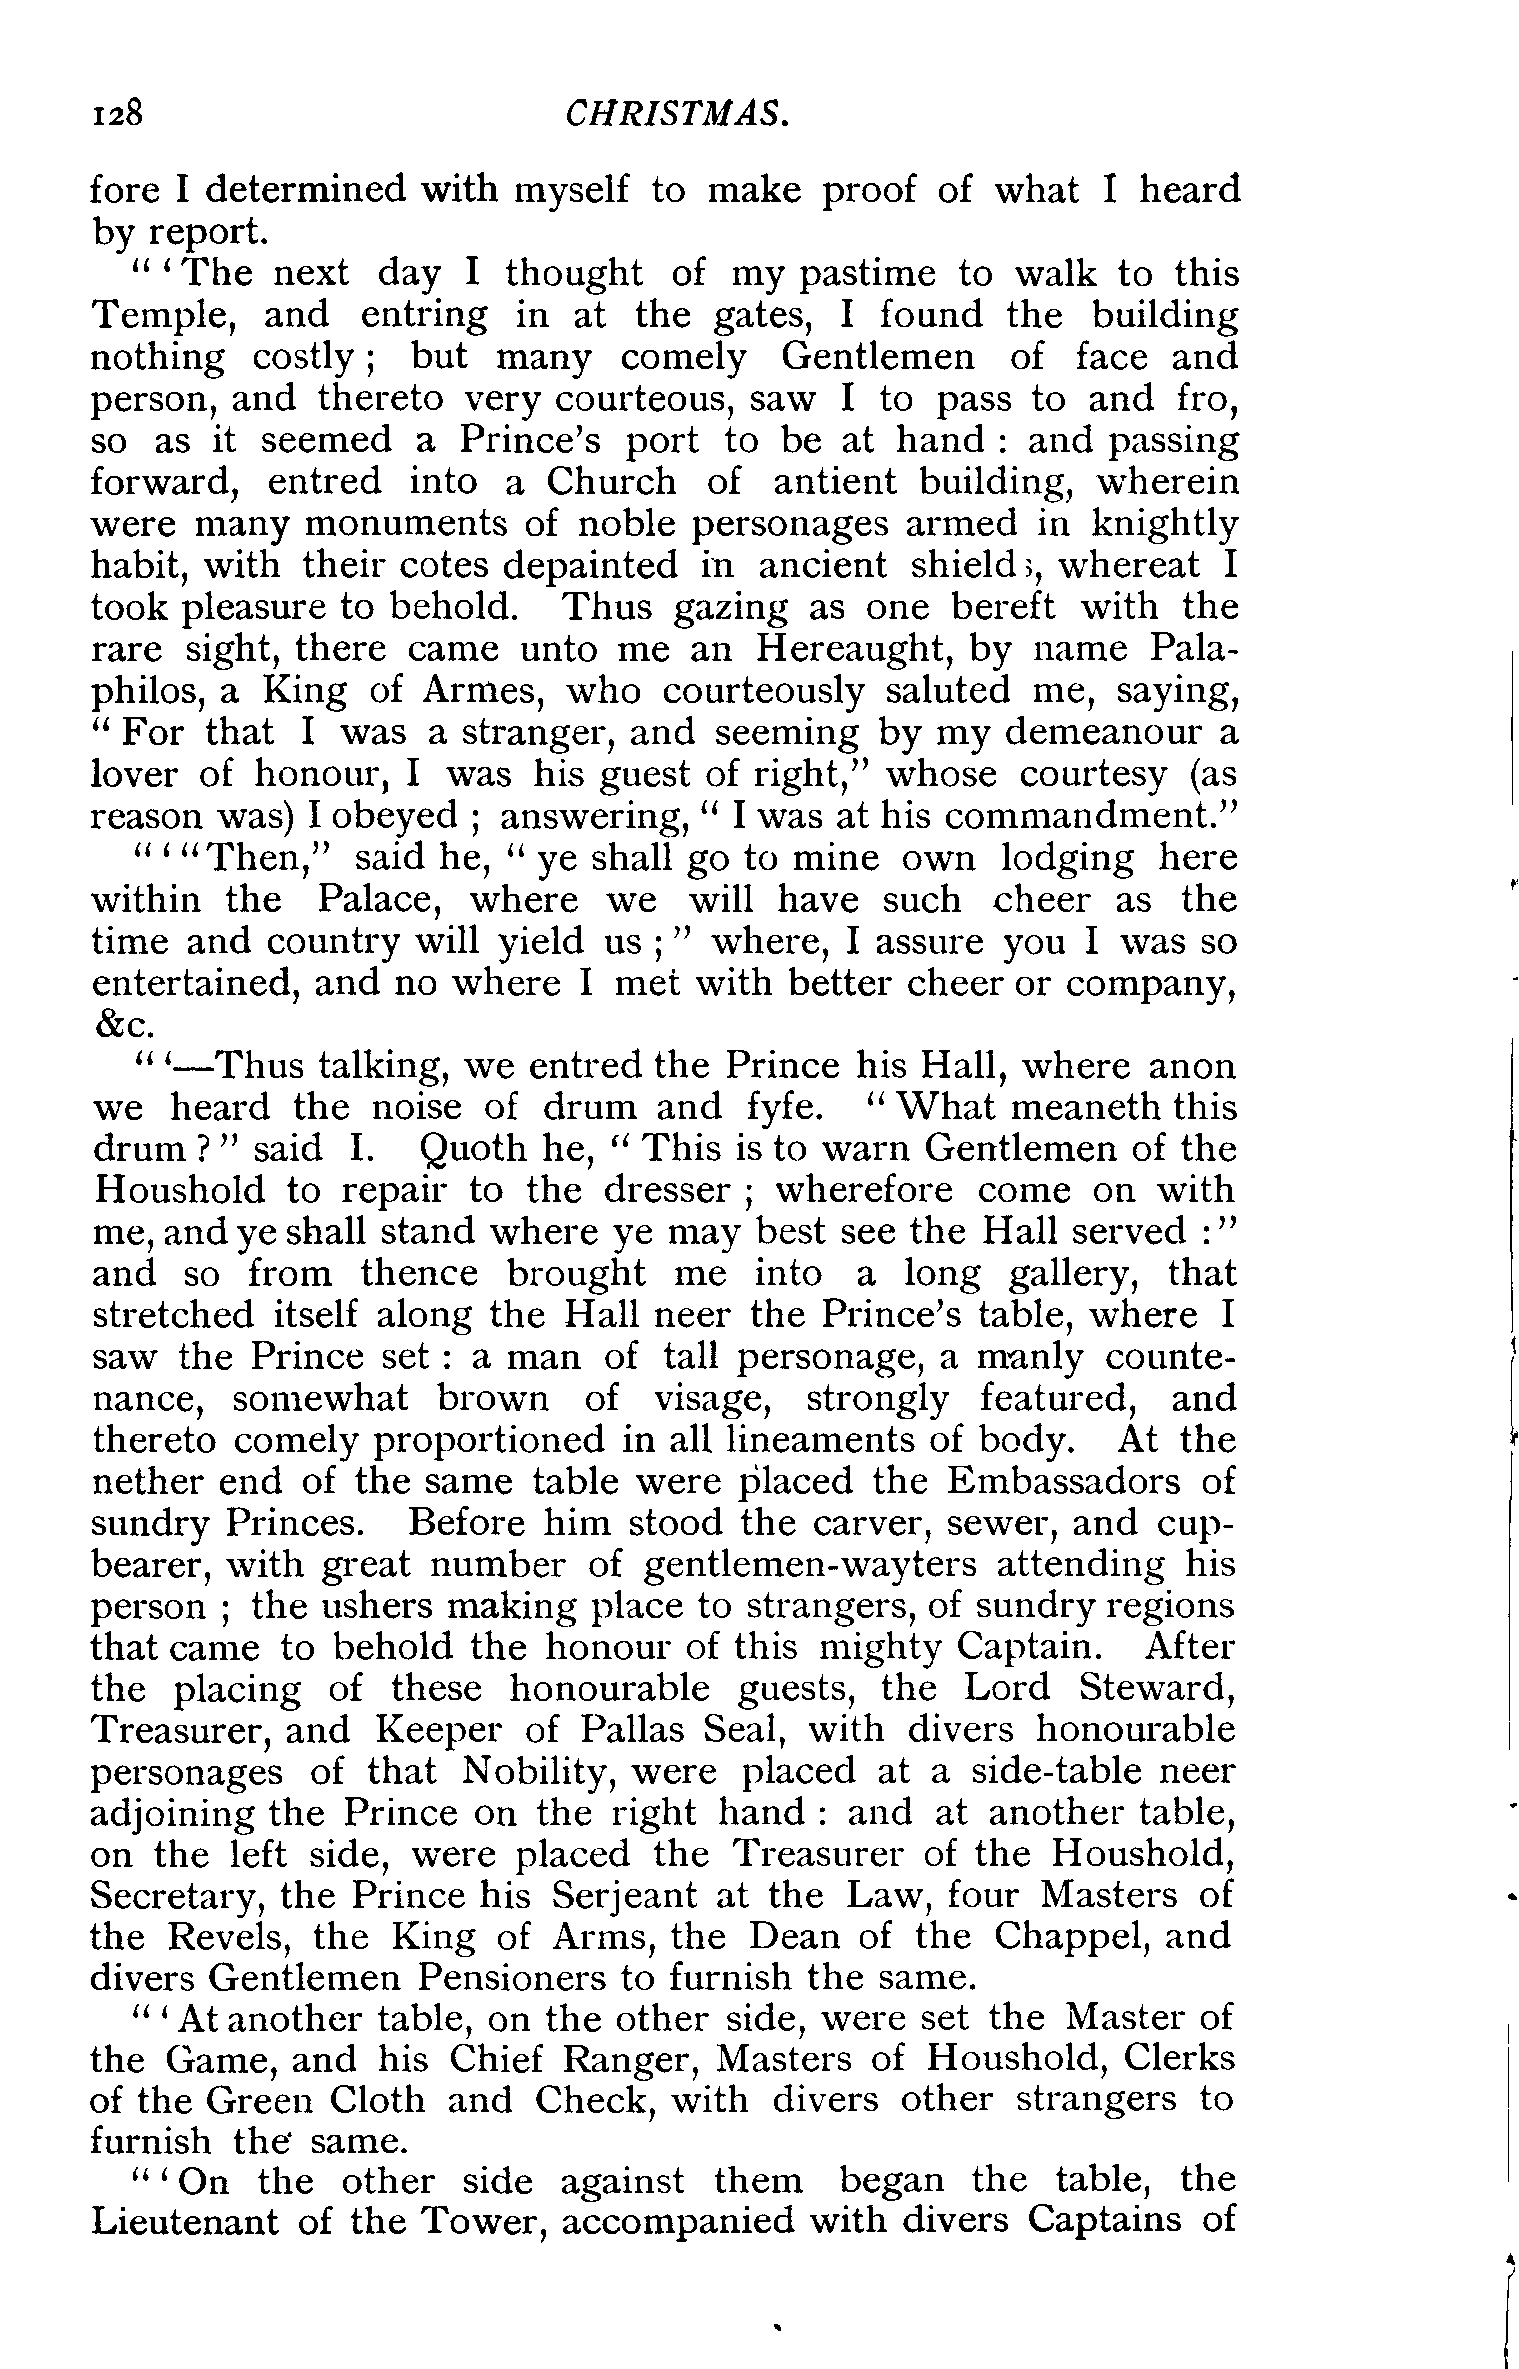 128 CHRISTMAS.
fore I determined with myself to make proof of what I heard
by report.
"'The next day I thought of my pastime to walk to this
Temple, and entring in at the gates, I found the building
nothing costly; but many comely Gentlemen of face and
person, and thereto very courteous, saw I to pass to and fro,
so as it seemed a Prince's port to be at hand: and passing
forward, entred into a Church of antient building, wherein
were many monuments of noble personages armed in knightly
habit, with their cotes depainted in ancient shields, whereat I
took pleasure to behold. Thus gazing as one bereft with the
rare sight, there came unto me an Hereaught, by name Pala-
philos, a King of Armes, who courteously saluted me, saying,
"For that I was a stranger, and seeming by my demeanour a
lover of honour, I was his guest of right," whose courtesy (as
reason was) I obeyed; answering, "I was at his commandment."
"'"Then," said he, "ye shall go to mine own lodging here
within the Palace, where we will have such cheer as the
time and country will yield us;" where, I assure you I was so
entertained, and no where I met with better cheer or company,
&c.
"'—Thus talking, we entred the Prince his Hall, where anon
we heard the noise of drum and fyfe. "What meaneth this
drum?" said I. Quoth he, "This is to warn Gentlemen of the
Houshold to repair to the dresser; wherefore come on with
me, and ye shall stand where ye may best see the Hall served:"
and so from thence brought me into a long gallery, that
stretched itself along the Hall neer the Prince's table, where I
saw the Prince set: a man of tall personage, a manly counte-
nance, somewhat brown of visage, strongly featured, and
thereto comely proportioned in all lineaments of body. At the
nether end of the same table were placed the Embassadors of
sundry Princes. Before him stood the carver, sewer, and cup-
bearer, with great number of gentlemen-wayters attending his
person; the ushers making place to strangers, of sundry regions
that came to behold the honour of this mighty Captain. After
the placing of these honourable guests, the Lord Steward,
Treasurer, and Keeper of Pallas Seal, with divers honourable
personages of that Nobility, were placed at a side-table neer
adjoining the Prince on the right hand: and at another table,
on the left side, were placed the Treasurer of the Houshold,
Secretary, the Prince his Serjeant at the Law, four Masters of
the Revels, the King of Arms, the Dean of the Chappel, and
divers Gentlemen Pensioners to furnish the same.
"'At another table, on the other side, were set the Master of
the Game, and his Chief Ranger, Masters of Houshold, Clerks
of the Green Cloth and Check, with divers other strangers to
furnish the same.
"'On the other side against them began the table, the
Lieutenant of the Tower, accompanied with divers Captains of